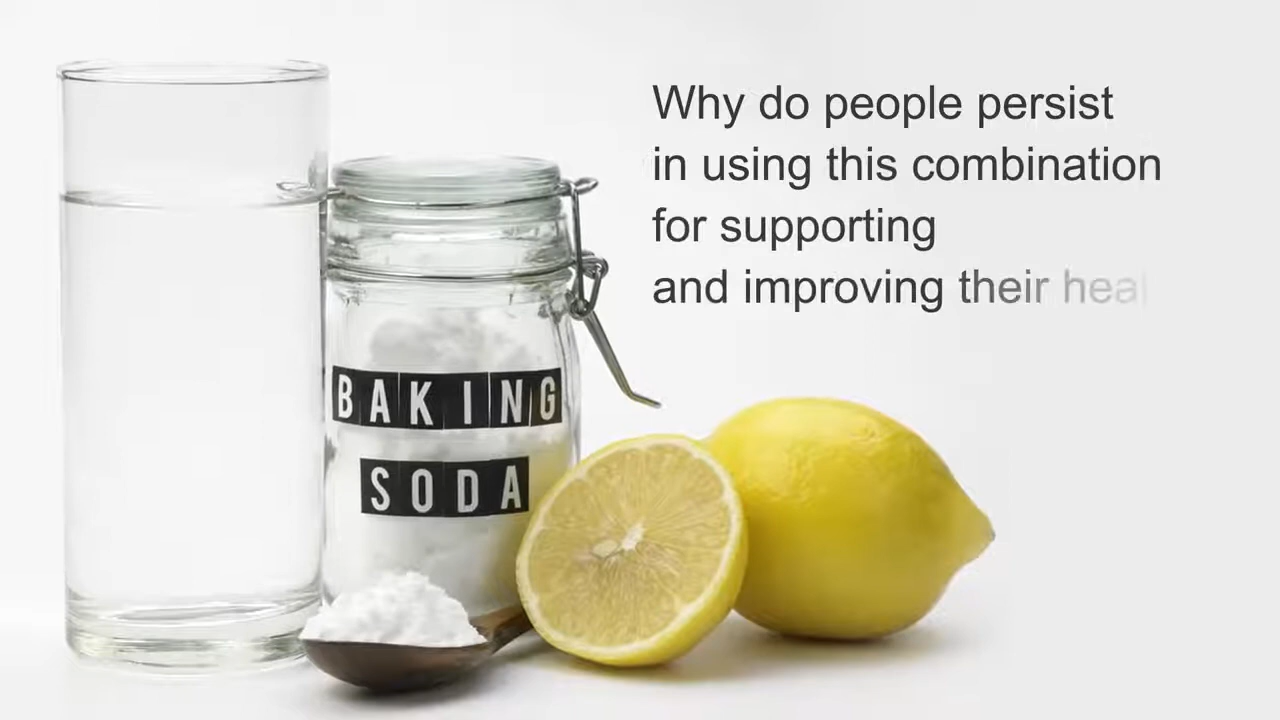 Why do people persist
in using this combination
for supporting
and improving their
BAKING
SODA